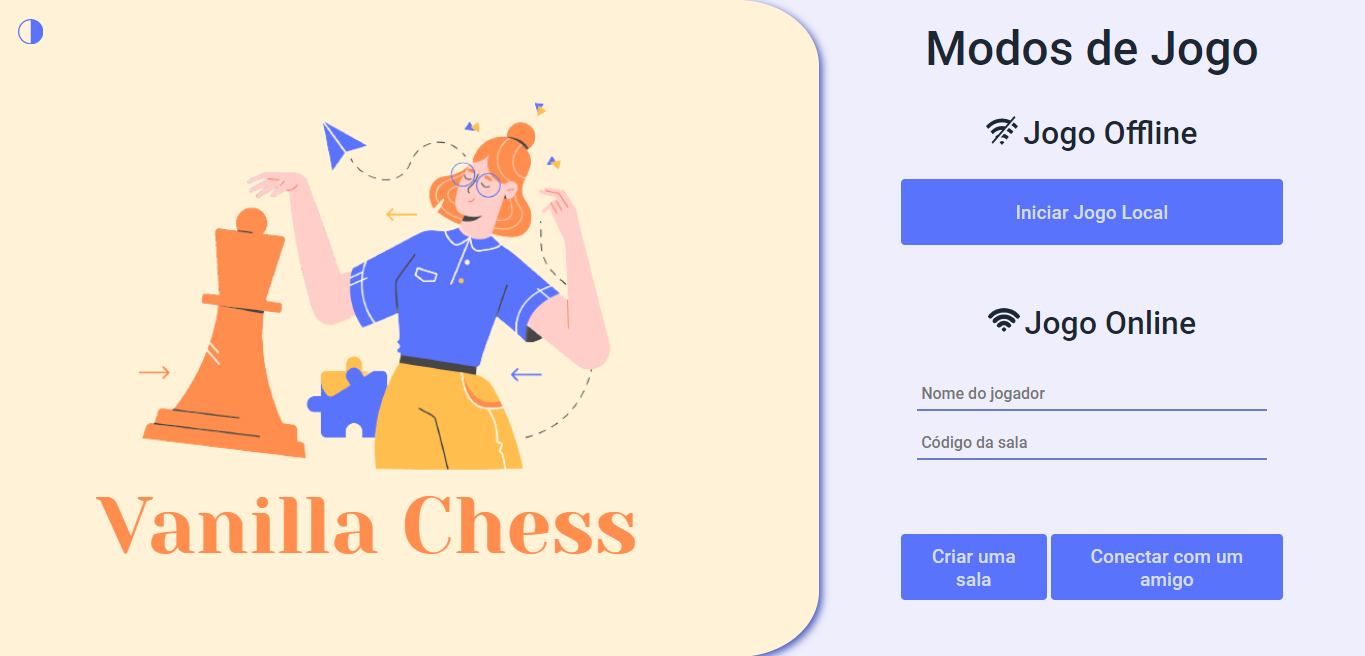 Vanilla Chess
Modos de Jogo
Jogo Offline
Iniciar Jogo Local
Jogo Online
Nome do jogador
Código da sala
Criar uma
sala
Conectar com um
amigo